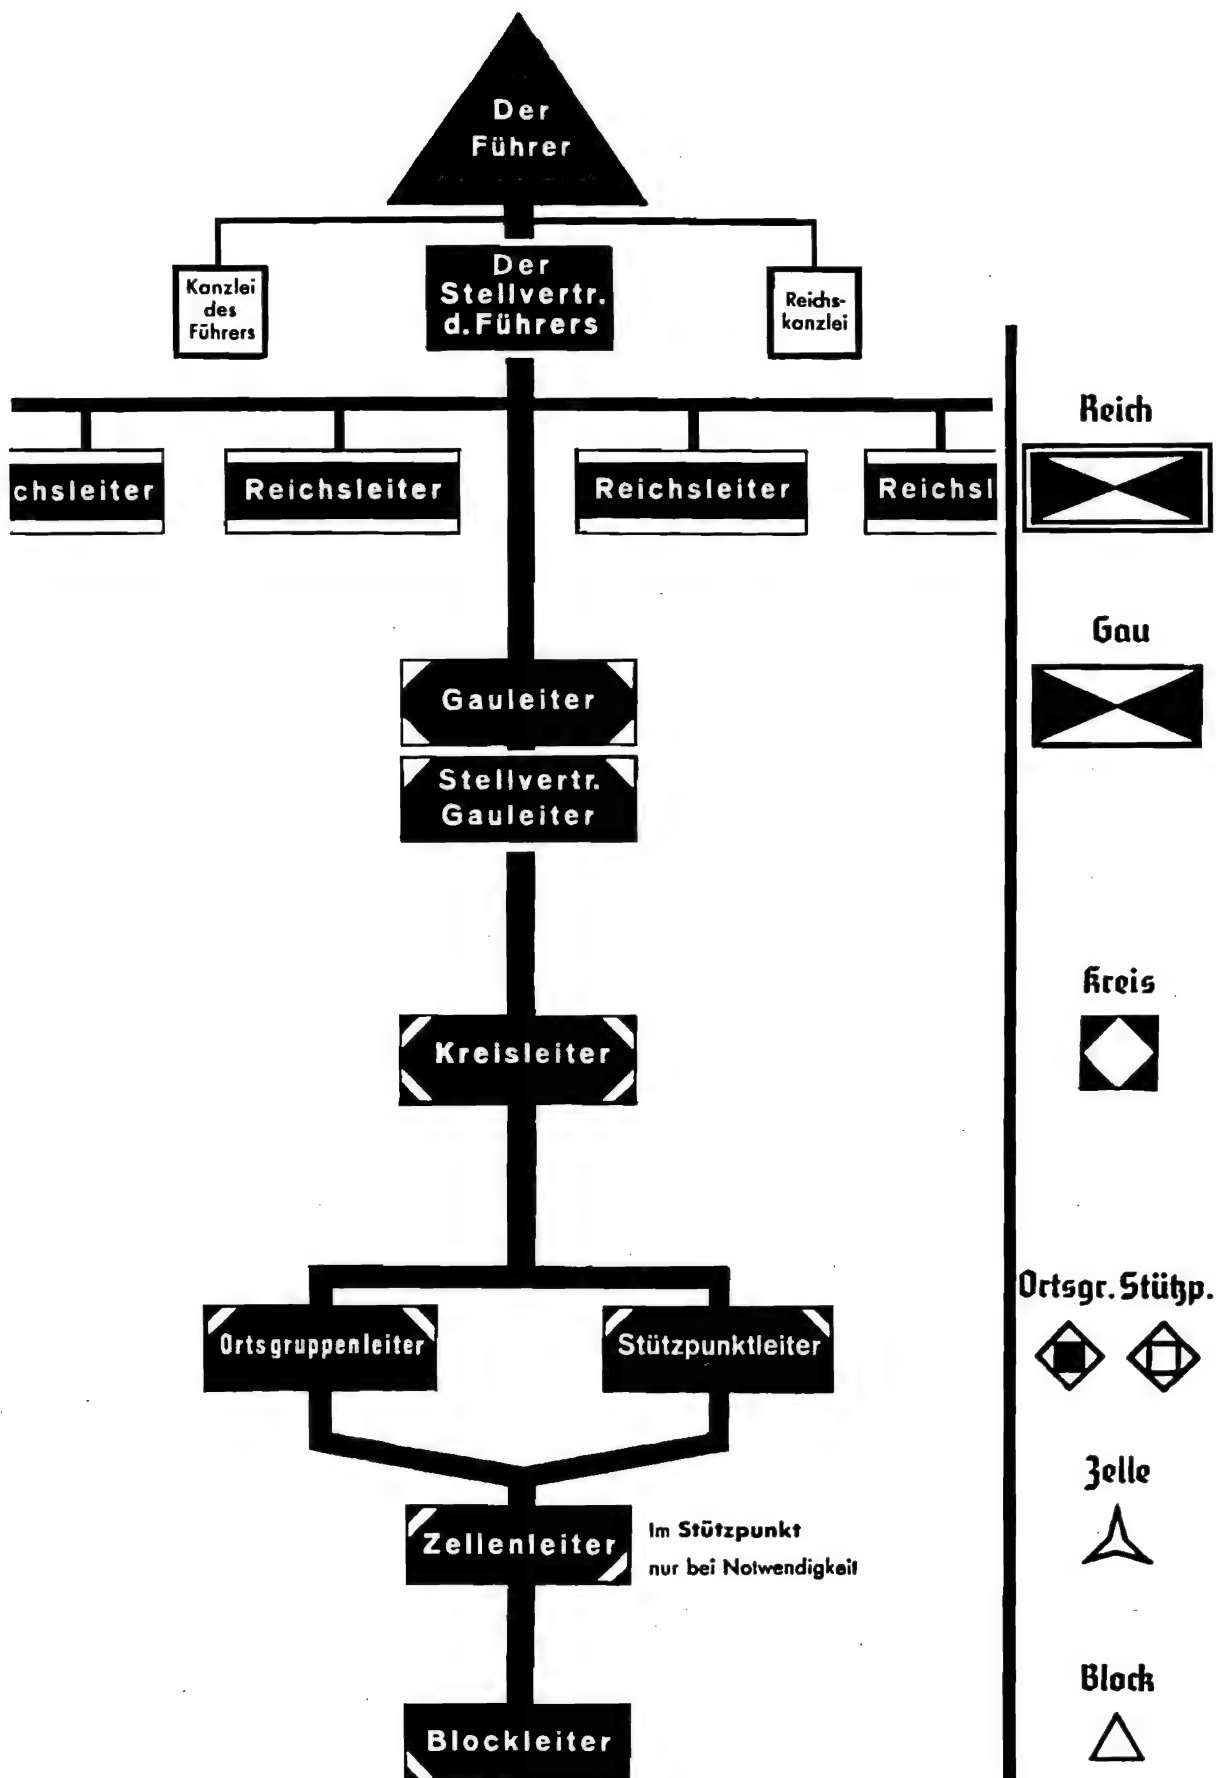 Der
Führer
Kanzlei
des
Führers
Der
Stellvertr.
d. Führers
Reichs-
kanzlei
Reich
chsleiter
Reichsleiter
Reichsleiter
Reichsl
Gau
Gauleiter
Stellvertr.
Gauleiter
Kreis
Kreisleiter
Ortsgr. Stützp.
Ortsgruppenleiter
Stützpunktleiter
Zelle
Zellenleiter
Im Stützpunkt
nur bei Notwendigkeit
Block
Blockleiter